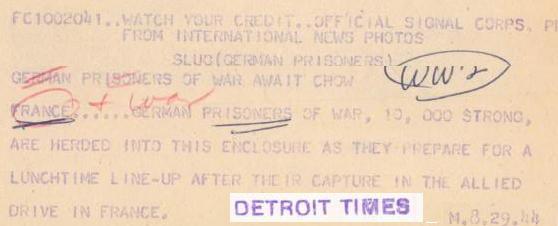 FC1002041..WATCH YOUR CREDIT..OFFICIAL SIGNAL CORPS. P
FROM INTERNATIONAL NEWS PHOTOS
SLUG(GERMAN PRISONERS)
WW.2
GERMAN PRISONERS OF WAR AWAIT CHOW
FRANCE......GERMAN PRISONERS OF WAR, 10,000 STRONG,
ARE HERDED INTO THIS ENCLOSURE AS THEY PREPARE FOR A
LUNCHTIME LINE-UP AFTER THEIR CAPTURE IN THE ALLIED
DRIVE IN FRANCE.
DETROIT TIMES
M.8.29.44